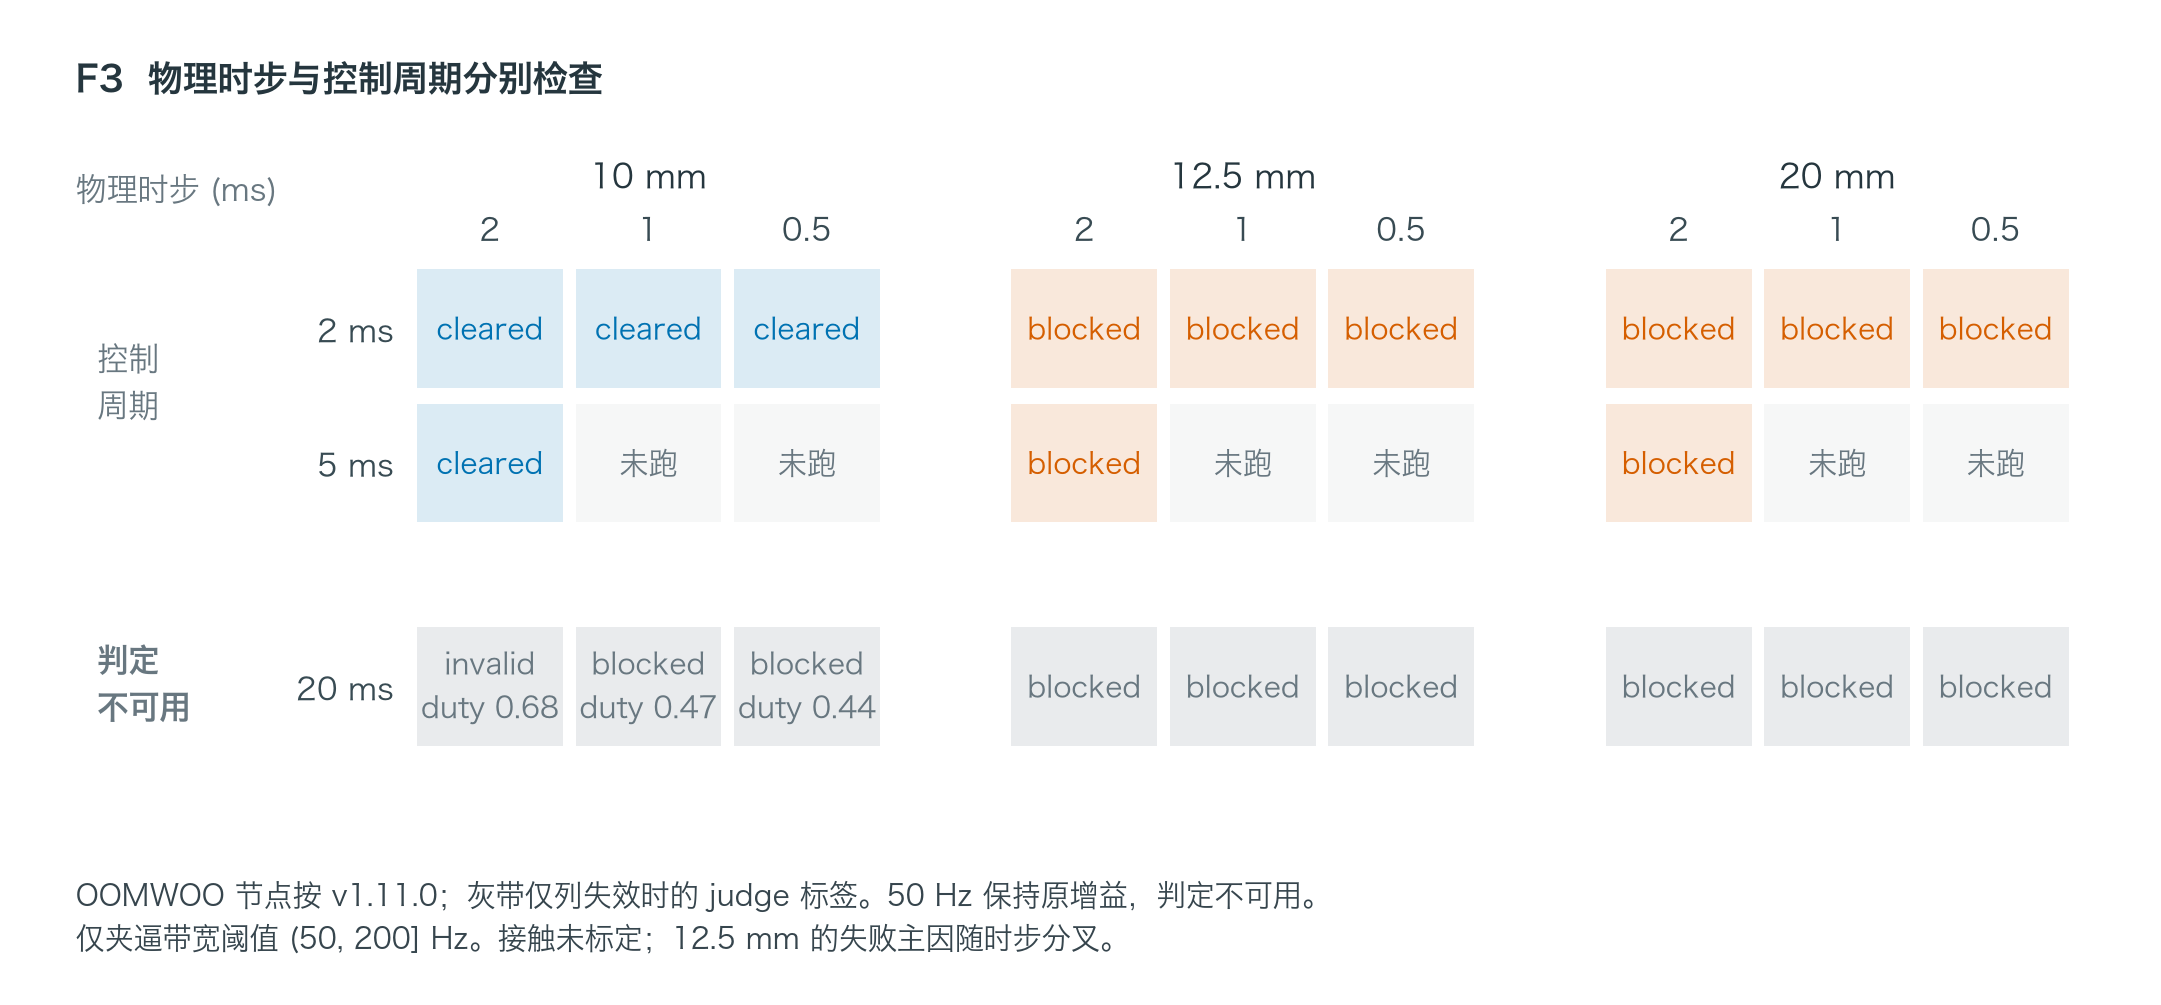 F3 物理时步与控制周期分别检查
物理时步 (ms)
10 mm 12.5 mm 20 mm
2 1 0.5 2 1 0.5 2 1 0.5
控制
周期
2 ms cleared cleared cleared blocked blocked blocked blocked blocked blocked
5 ms cleared 未跑 未跑 blocked 未跑 未跑 blocked 未跑 未跑
判定
不可用
20 ms
invalid blocked blocked
duty 0.68 duty 0.47 duty 0.44
blocked blocked blocked blocked blocked blocked
OOMWOO 节点按 v1.11.0；灰带仅列失效时的 judge 标签。50 Hz 保持原增益，判定不可用。
仅夹逼带宽阈值 (50, 200] Hz。接触未标定；12.5 mm 的失败主因随时步分叉。